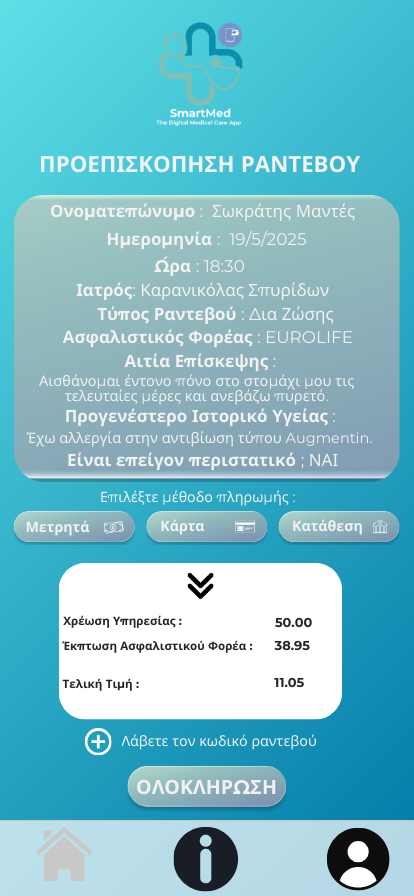 SmartMed
The Digital Medical Care App
ΠΡΟΕΠΙΣΚΟΠΗΣΗ ΡΑΝΤΕΒΟΥ
Ονοματεπώνυμο : Σωκράτης Μαντές
Ημερομηνία : 19/5/2025
Ώρα : 18:30
Ιατρός: Καρανικόλας Σπυρίδων
Τύπος Ραντεβού : Δια Ζώσης
Ασφαλιστικός Φορέας : EUROLIFE
Αιτία Επίσκεψης :
Αισθάνομαι έντονο πόνο στο στομάχι μου τις
τελευταίες μέρες και ανεβάζω πυρετό.
Προγενέστερο Ιστορικό Υγείας :
Έχω αλλεργία στην αντιβίωση τύπου Augmentin.
Είναι επείγον περιστατικό ; ΝΑΙ
Επιλέξτε μέθοδο πληρωμής :
Μετρητά Κάρτα Κατάθεση
Χρέωση Υπηρεσίας : 50.00
Έκπτωση Ασφαλιστικού Φορέα : 38.95
Τελική Τιμή : 11.05
Λάβετε τον κωδικό ραντεβού
ΟΛΟΚΛΗΡΩΣΗ